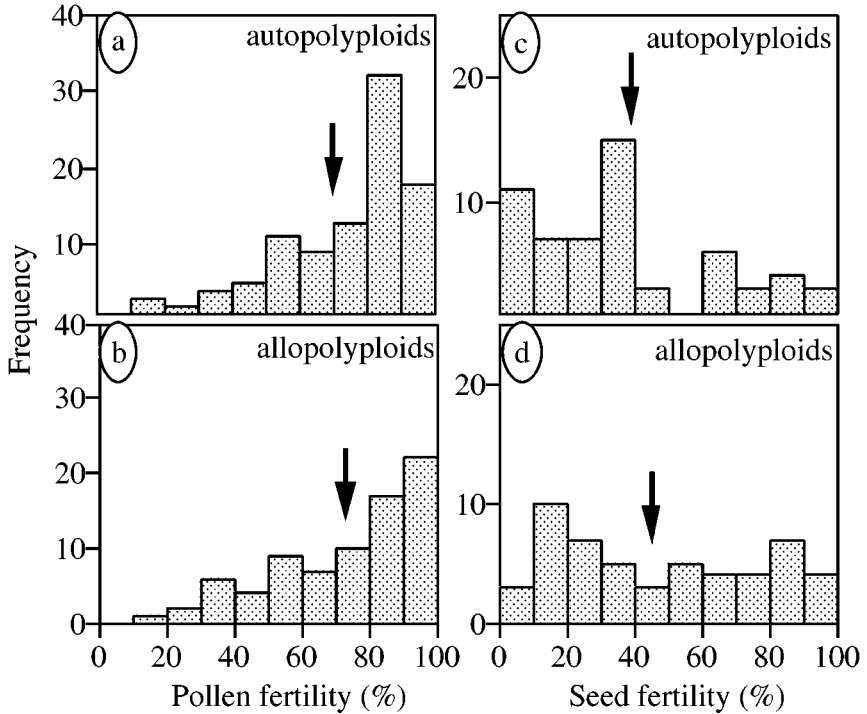 a
autopolyploids
40
30
20
10
c
autopolyploids
20
10
Frequency
b
allopolyploids
40
30
20
10
0
0 20 40 60 80 100
Pollen fertility (%)
d
allopolyploids
20
10
0
0 20 40 60 80 100
Seed fertility (%)